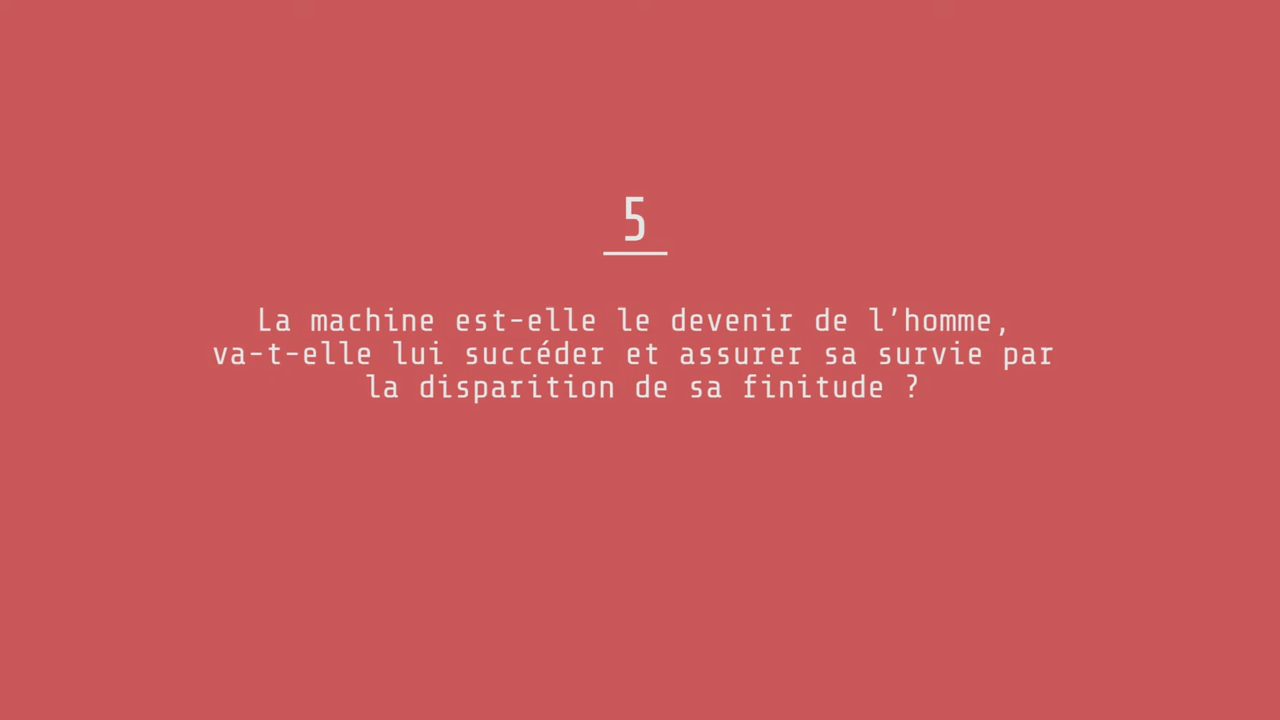 5
La machine est-elle le devenir de l’homme,
va-t-elle lui succéder et assurer sa survie par
la disparition de sa finitude ?